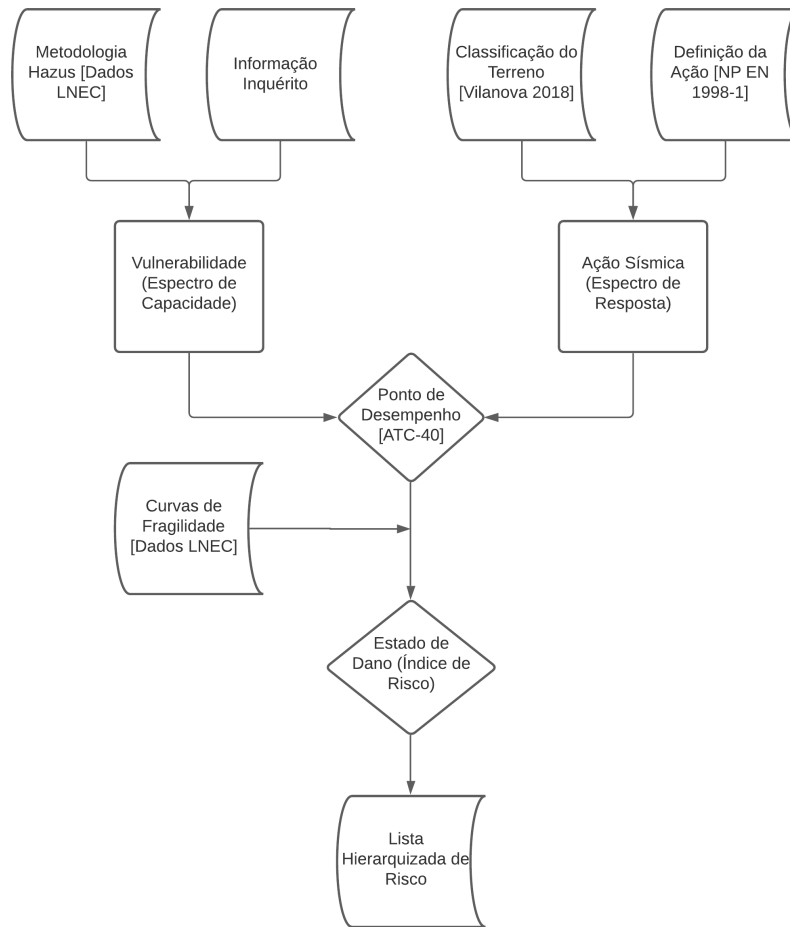 Metodologia
Hazus [Dados
LNEC]
Informação
Inquérito
Classificação do
Terreno
[Vilanova 2018]
Definição da
Ação [NP EN
1998-1]
Vulnerabilidade
(Espectro de
Capacidade)
Ação Sísmica
(Espectro de
Resposta)
Ponto de
Desempenho
[ATC-40]
Curvas de
Fragilidade
[Dados LNEC]
Estado de
Dano (Índice de
Risco)
Lista
Hierarquizada de
Risco